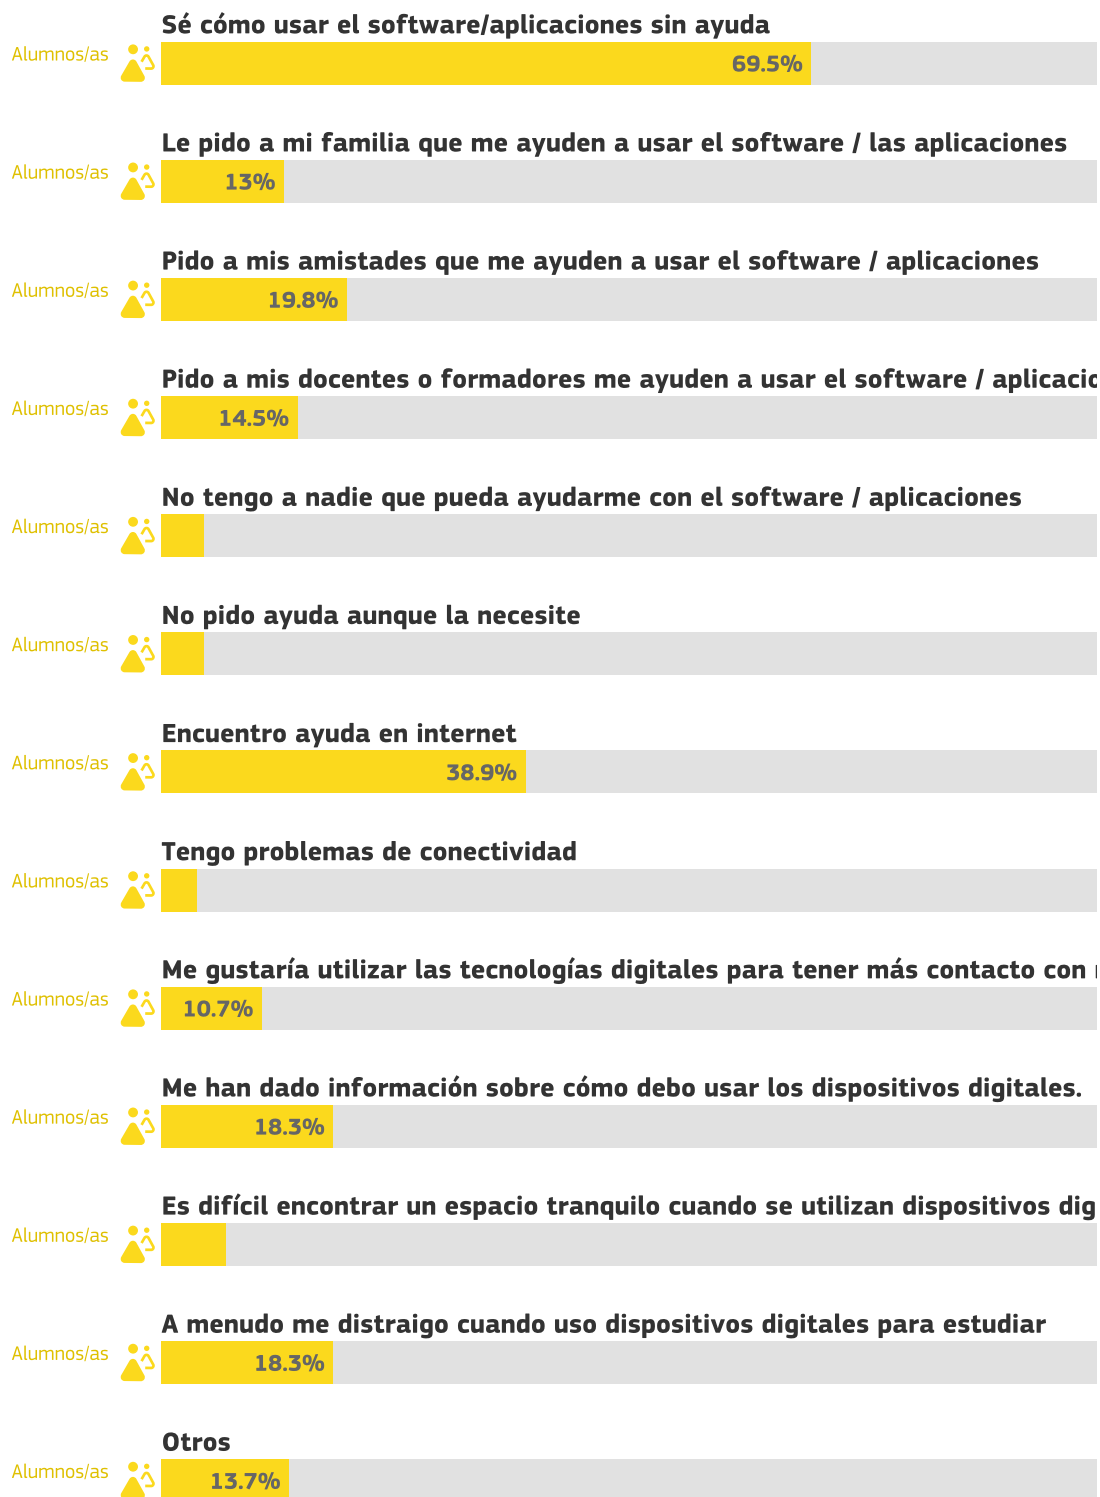 Sé cómo usar el software/aplicaciones sin ayuda
Alumnos/as
69.5%
Le pido a mi familia que me ayuden a usar el software / las aplicaciones
Alumnos/as
13%
Pido a mis amistades que me ayuden a usar el software / aplicaciones
Alumnos/as
19.8%
Pido a mis docentes o formadores me ayuden a usar el software /
Alumnos/as
14.5%
No tengo a nadie que pueda ayudarme con el software / aplicaciones
Alumnos/as
No pido ayuda aunque la necesite
Alumnos/as
Encuentro ayuda en internet
Alumnos/as
38.9%
Tengo problemas de conectividad
Alumnos/as
Me gustaría utilizar las tecnologías digitales para tener más contacto con
Alumnos/as
10.7%
Me han dado información sobre cómo debo usar los dispositivos digitales.
Alumnos/as
18.3%
Es difícil encontrar un espacio tranquilo cuando se utilizan dispositivos
Alumnos/as
A menudo me distraigo cuando uso dispositivos digitales para estudiar
Alumnos/as
18.3%
Otros
Alumnos/as
13.7%